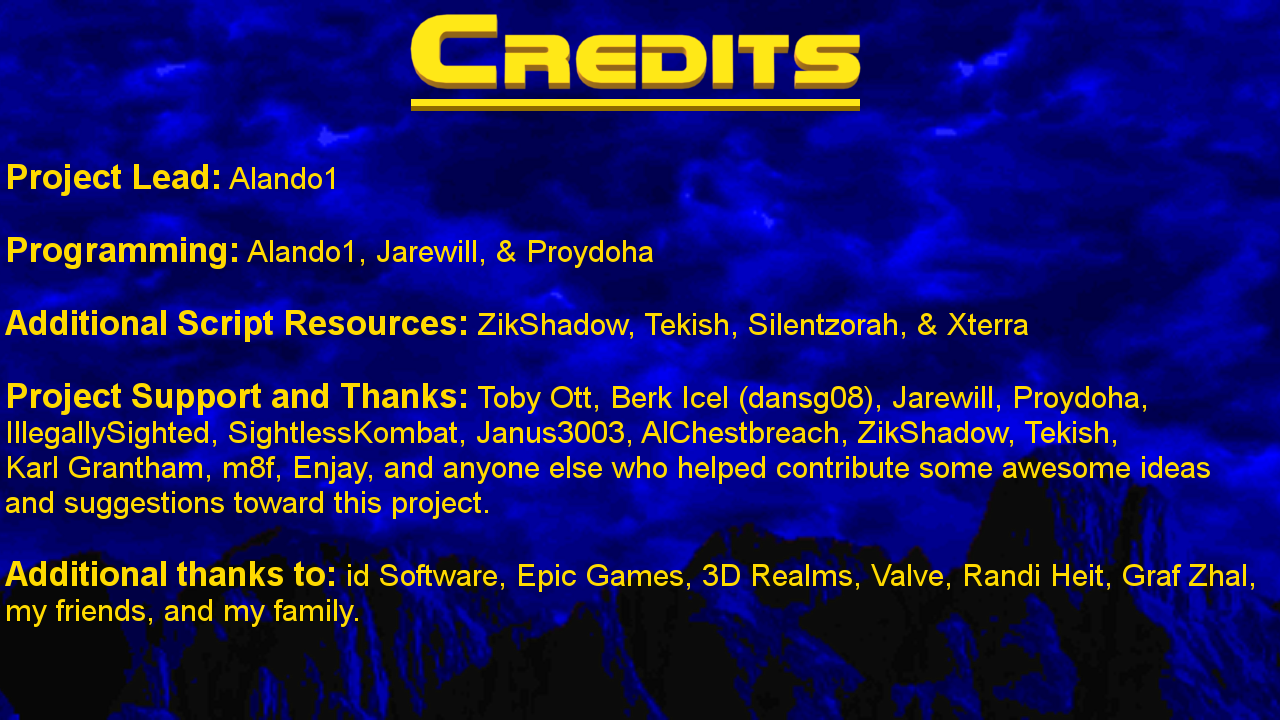 Credits
Project Lead: Alando1
Programming: Alando1, Jarewill, & Proydoha
Additional Script Resources: ZikShadow, Tekish, Silentzorah, & Xterra
Project Support and Thanks: Toby Ott, Berk Icel (dansg08), Jarewill, Proydoha,
IllegallySighted, SightlessKombat, Janus3003, AlChestbreach, ZikShadow, Tekish,
Karl Grantham, m8f, Enjay, and anyone else who helped contribute some awesome ideas
and suggestions toward this project.
Additional thanks to: id Software, Epic Games, 3D Realms, Valve, Randi Heit, Graf Zhal,
my friends, and my family.